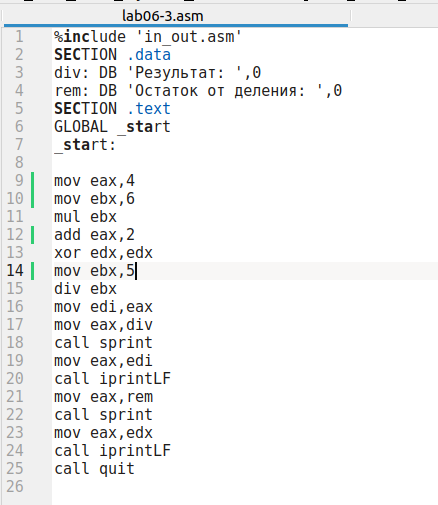 lab06-3.asm
1 %include 'in_out.asm'
2 SECTION .data
3 div: DB 'Результат: ',0
4 rem: DB 'Остаток от деления: ',0
5 SECTION .text
6 GLOBAL _start
7 _start:
8
9 mov eax,4
10 mov ebx,6
11 mul ebx
12 add eax,2
13 xor edx,edx
14 mov ebx,5
15 div ebx
16 mov edi,eax
17 mov eax,div
18 call sprint
19 mov eax,edi
20 call iprintLF
21 mov eax,rem
22 call sprint
23 mov eax,edx
24 call iprintLF
25 call quit
26